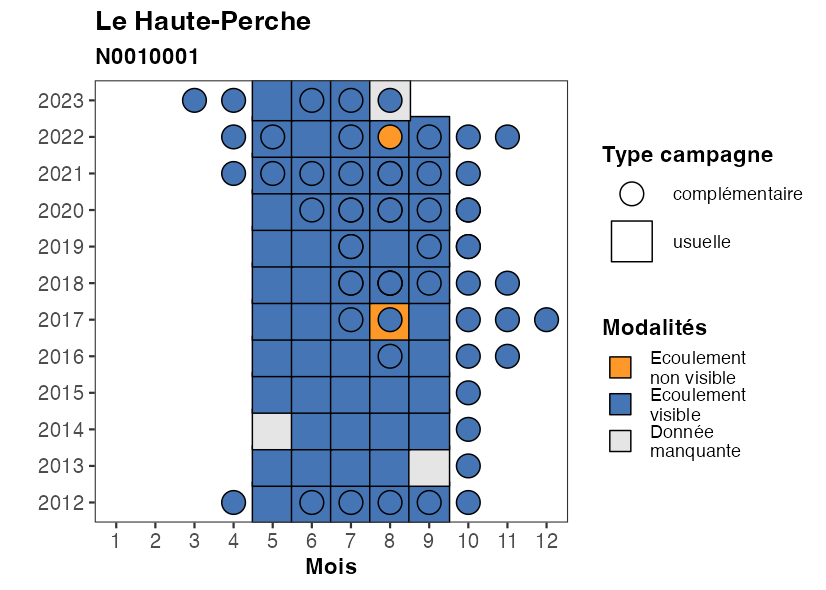 Le Haute-Perche
N0010001
2023
2022
2021
2020
2019
2018
2017
2016
2015
2014
2013
2012
1 2 3 4 5 6 7 8 9 10 11 12
Mois
Type campagne
complémentaire
usuelle
Modalités
Ecoulement
non visible
Ecoulement
visible
Donnée
manquante